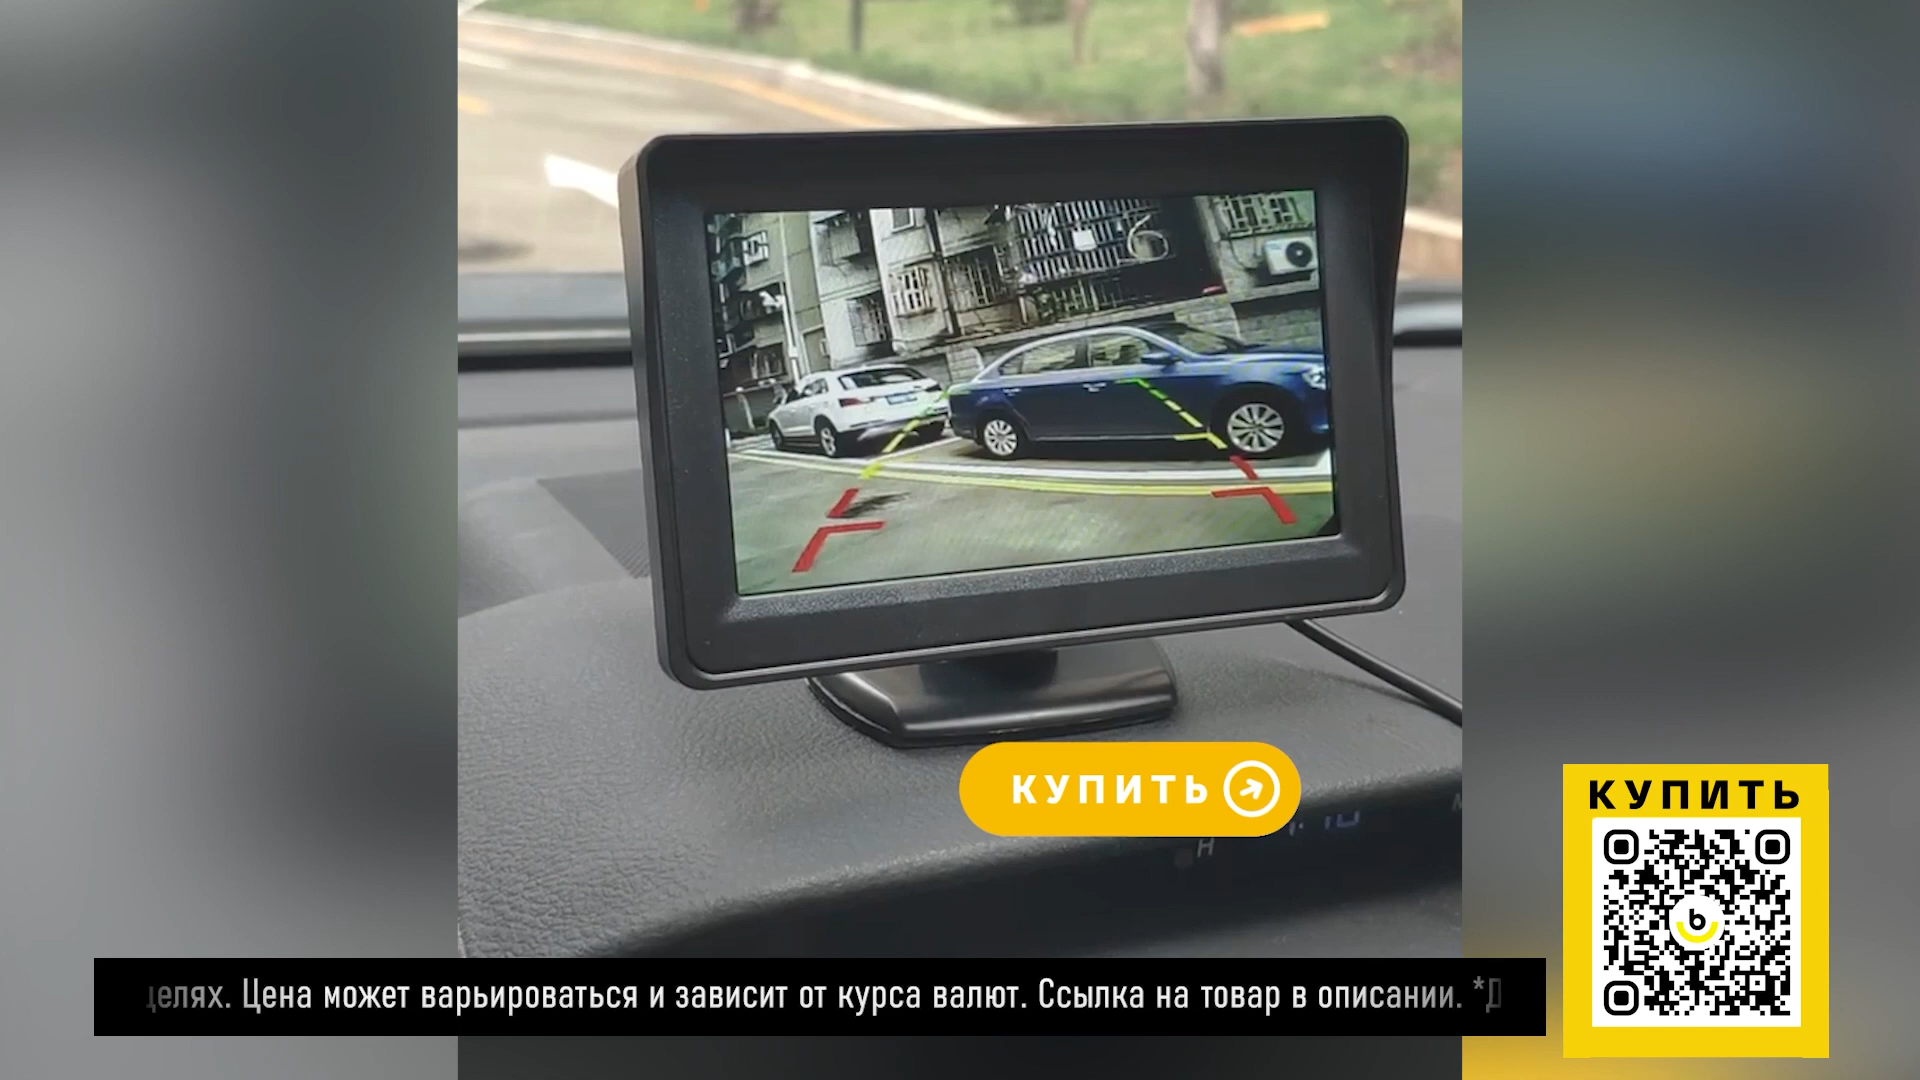 КУПИТЬ
КУПИТЬ
b
H
целях. Цена может варьироваться и зависит от курса валют. Ссылка на товар в описании. *Д